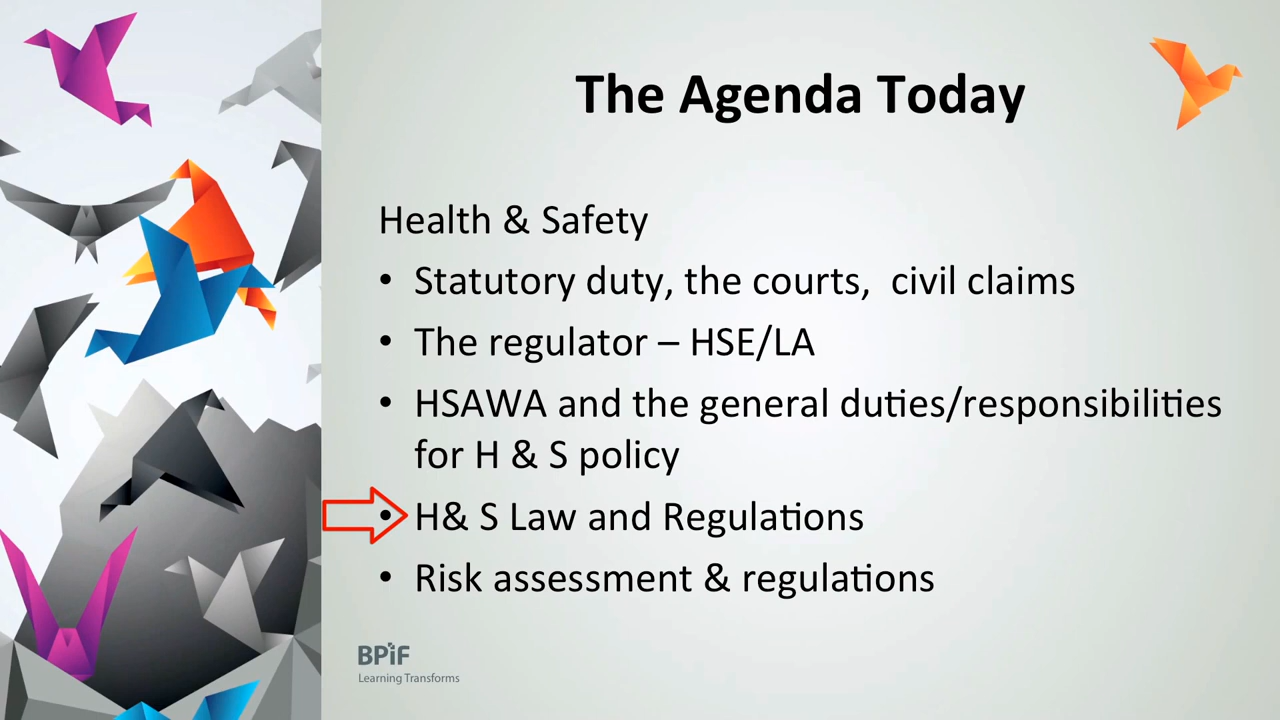 The Agenda Today
Health & Safety
• Statutory duty, the courts,  civil claims
• The regulator – HSE/LA
• HSAWA and the general duties/responsibilities
for H & S policy
• H& S Law and Regulations
• Risk assessment & regulations
BPiF
Learning Transforms